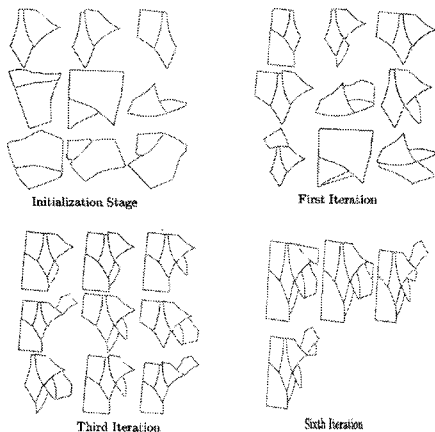 Initialization Stage
First Iteration
Third Iteration
Sixth Iteration